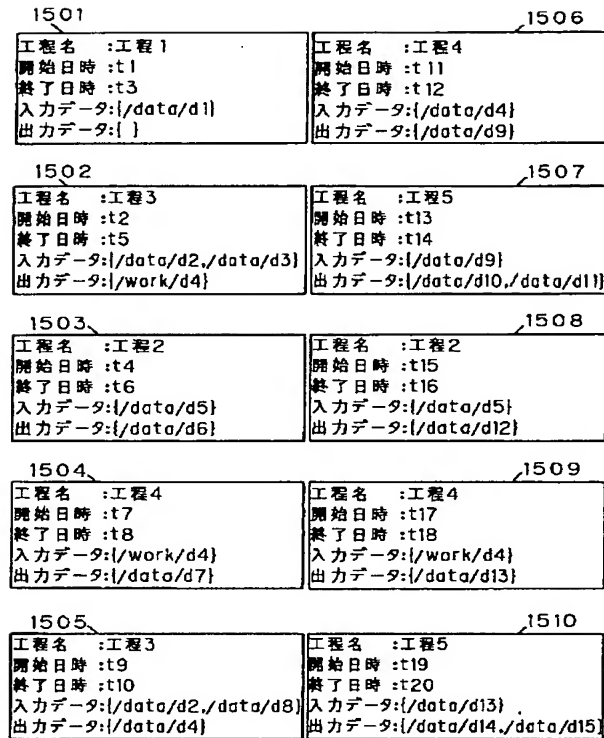 1501
工程名 :工程1
開始日時 :t1
終了日時 :t3
入力データ:{/data/d1}
出力データ:{ }
1502
工程名 :工程3
開始日時 :t2
終了日時 :t5
入力データ:{/data/d2,/data/d3}
出力データ:{/work/d4}
1503
工程名 :工程2
開始日時 :t4
終了日時 :t6
入力データ:{/data/d5}
出力データ:{/data/d6}
1504
工程名 :工程4
開始日時 :t7
終了日時 :t8
入力データ:{/work/d4}
出力データ:{/data/d7}
1505
工程名 :工程3
開始日時 :t9
終了日時 :t10
入力データ:{/data/d2,/data/d8}
出力データ:{/data/d4}
1506
工程名 :工程4
開始日時 :t11
終了日時 :t12
入力データ:{/data/d4}
出力データ:{/data/d9}
1507
工程名 :工程5
開始日時 :t13
終了日時 :t14
入力データ:{/data/d9}
出力データ:{/data/d10,/data/d11}
1508
工程名 :工程2
開始日時 :t15
終了日時 :t16
入力データ:{/data/d5}
出力データ:{/data/d12}
1509
工程名 :工程4
開始日時 :t17
終了日時 :t18
入力データ:{/work/d4}
出力データ:{/data/d13}
1510
工程名 :工程5
開始日時 :t19
終了日時 :t20
入力データ:{/data/d13}
出力データ:{/data/d14,/data/d15}